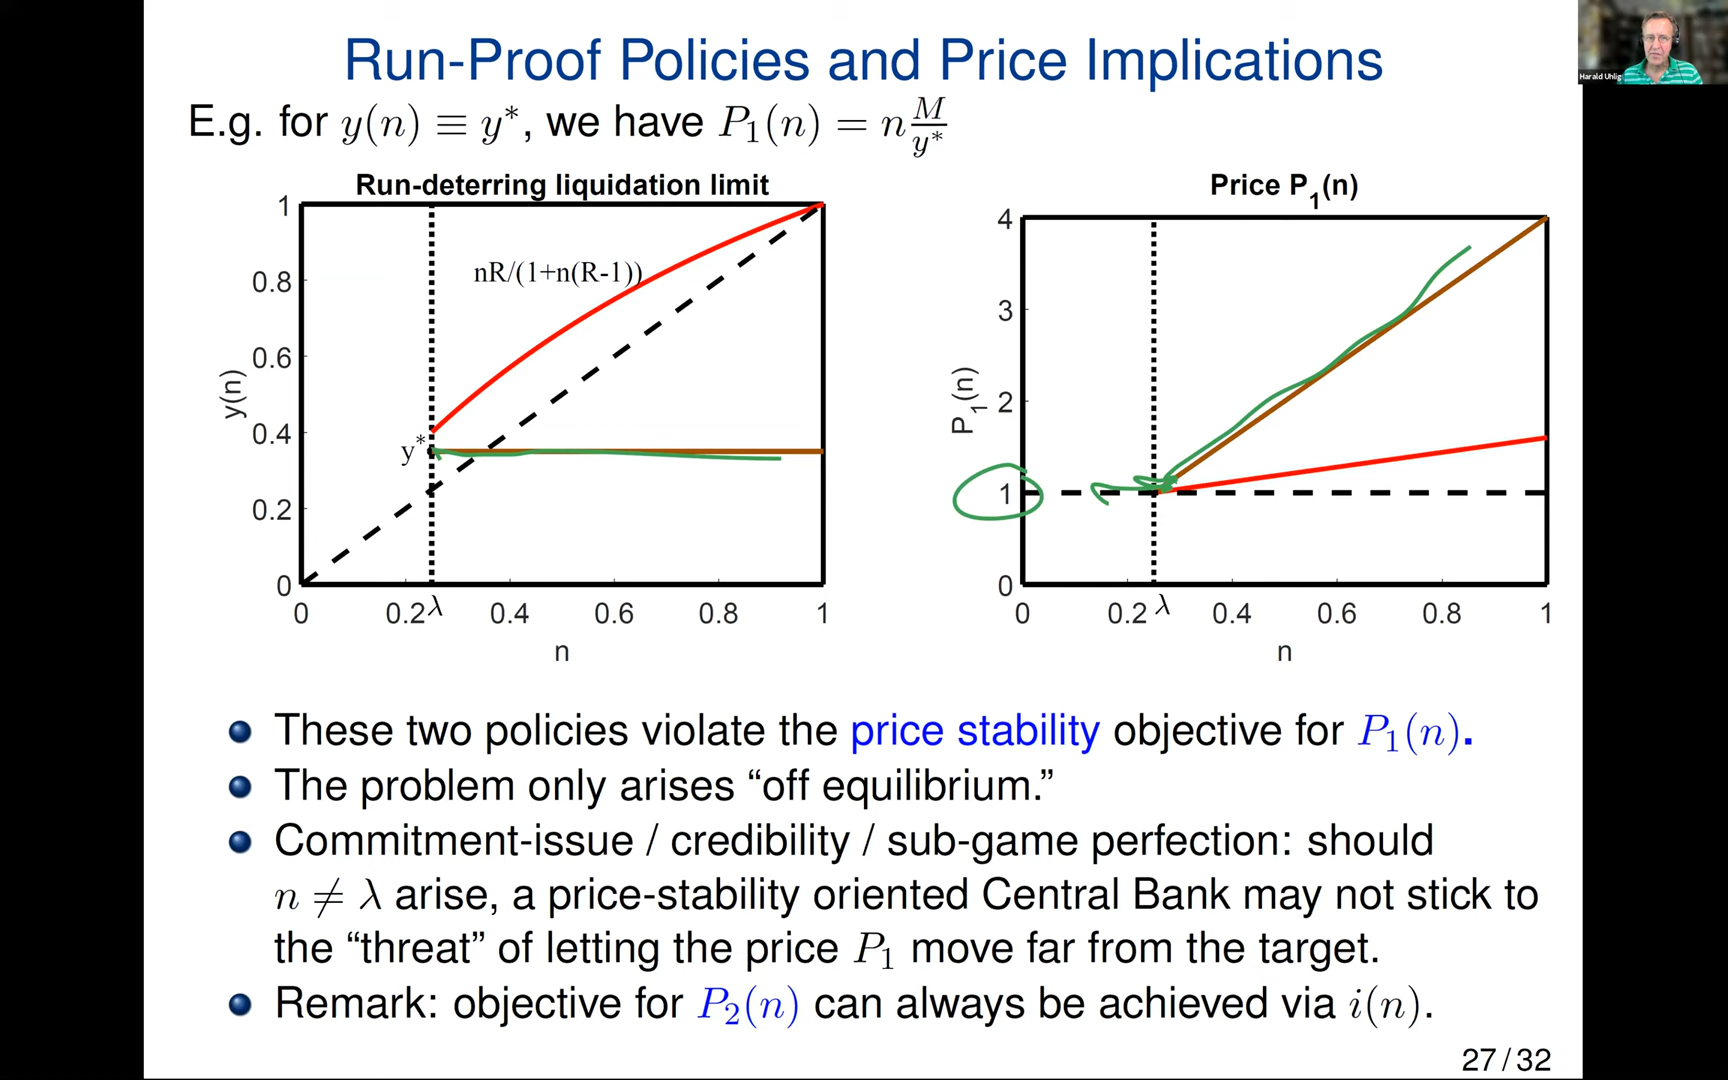 Run-Proof Policies and Price Implications
Harald Uhlig
E.g. for y(n) ≡ y*, we have P₁(n) = n M/y*
Run-deterring liquidation limit
1
0.8
0.6
0.4
0.2
0
y(n)
nR/(1+n(R-1))
y*
0 0.2 λ 0.4 0.6 0.8 1
n
Price P₁(n)
4
3
2
1
0
P₁(n)
0 0.2 λ 0.4 0.6 0.8 1
n
These two policies violate the price stability objective for P₁(n).
The problem only arises “off equilibrium.”
Commitment-issue / credibility / sub-game perfection: should
n ≠ λ arise, a price-stability oriented Central Bank may not stick to
the “threat” of letting the price P₁ move far from the target.
Remark: objective for P₂(n) can always be achieved via i(n).
27 / 32